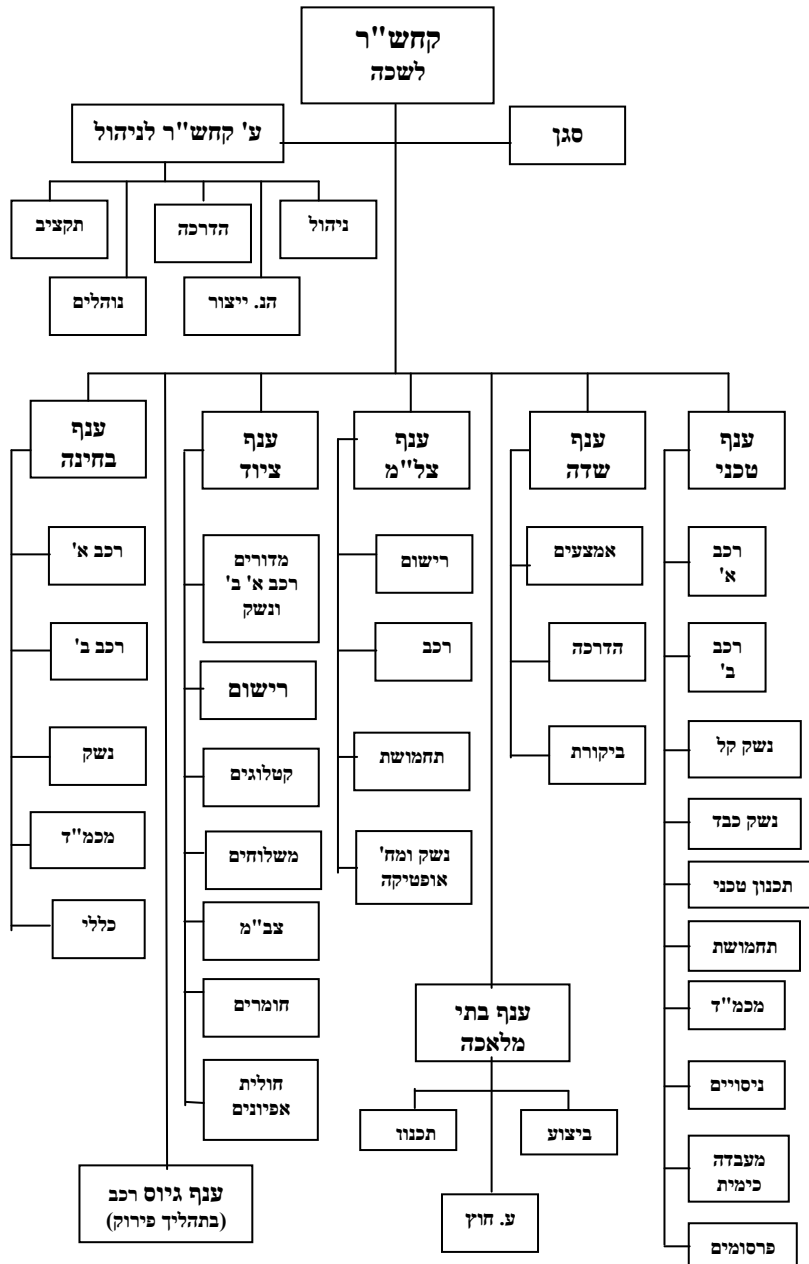 קחש"ר
לשכה
ע' קחש"ר לניהול
סגן
ניהול
הדרכה
תקציב
הנ. ייצור
נוהלים
ענף
טכני
רכב
א'
רכב
ב'
נשק קל
נשק כבד
תכנון טכני
תחמושת
מכמ"ד
ניסויים
מעבדה
כימית
פרסומים
ענף
שדה
אמצעים
הדרכה
ביקורת
ענף בתי
מלאכה
ביצוע
תכנון
ע. חוץ
ענף
צל"מ
רישום
רכב
תחמושת
נשק ומח'
אופטיקה
ענף
ציוד
מדורים
רכב א' ב'
ונשק
רישום
קטלוגים
משלוחים
צב"מ
חומרים
חולית
אפיונים
ענף גיוס רכב
(בתהליך פירוק)
ענף
בחינה
רכב א'
רכב ב'
נשק
מכמ"ד
כללי